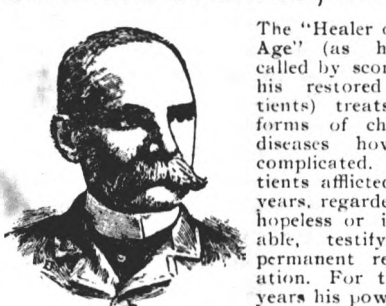 The "Healer o
Age" (as h
called by scor
his restored
tients) treats
forms of ch
diseases how
complicated.
tients afflicted
years, regarde
hopeless or i
able, testify
permanent re
ation. For t
years his pow